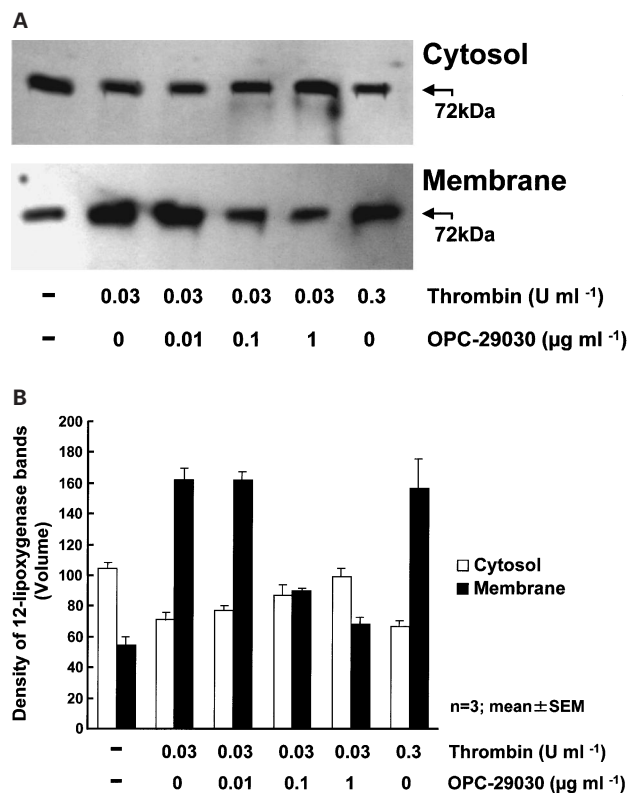 A
Cytosol
72kDa
Membrane
72kDa
– 0.03 0.03 0.03 0.03 0.3 Thrombin (U ml -1)
– 0 0.01 0.1 1 0 OPC-29030 (µg ml -1)
B
Density of 12-lipoxygenase bands
(Volume)
200
180
160
140
120
100
80
60
40
20
0
Cytosol
Membrane
n=3; mean±SEM
– 0.03 0.03 0.03 0.03 0.3 Thrombin (U ml -1)
– 0 0.01 0.1 1 0 OPC-29030 (µg ml -1)